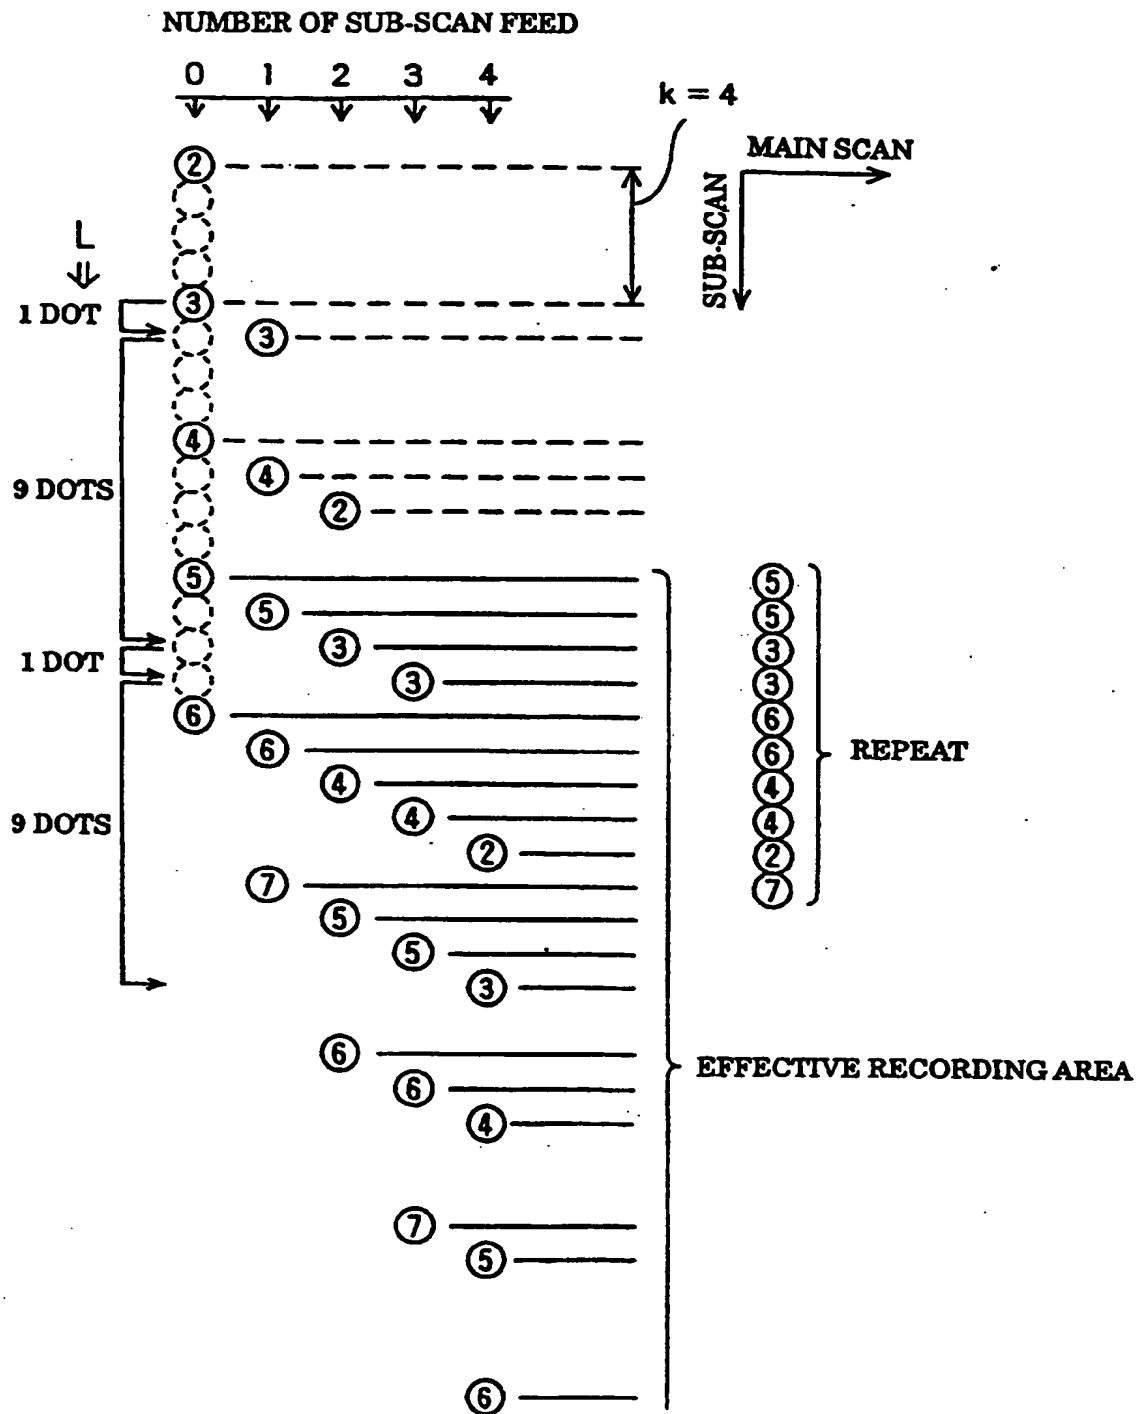 NUMBER OF SUB-SCAN FEED
0 1 2 3 4
k = 4
MAIN SCAN
SUB-SCAN
L
②
③
1 DOT
③
④
④
9 DOTS
②
⑤ ⑤
⑤ ⑤
③ ③
1 DOT
③ ③
⑥ ⑥
⑥ ⑥
REPEAT
④ ④
④ ④
9 DOTS
② ②
⑦ ⑦
⑤
⑤
③
⑥
EFFECTIVE RECORDING AREA
⑥
④
⑦
⑤
⑥